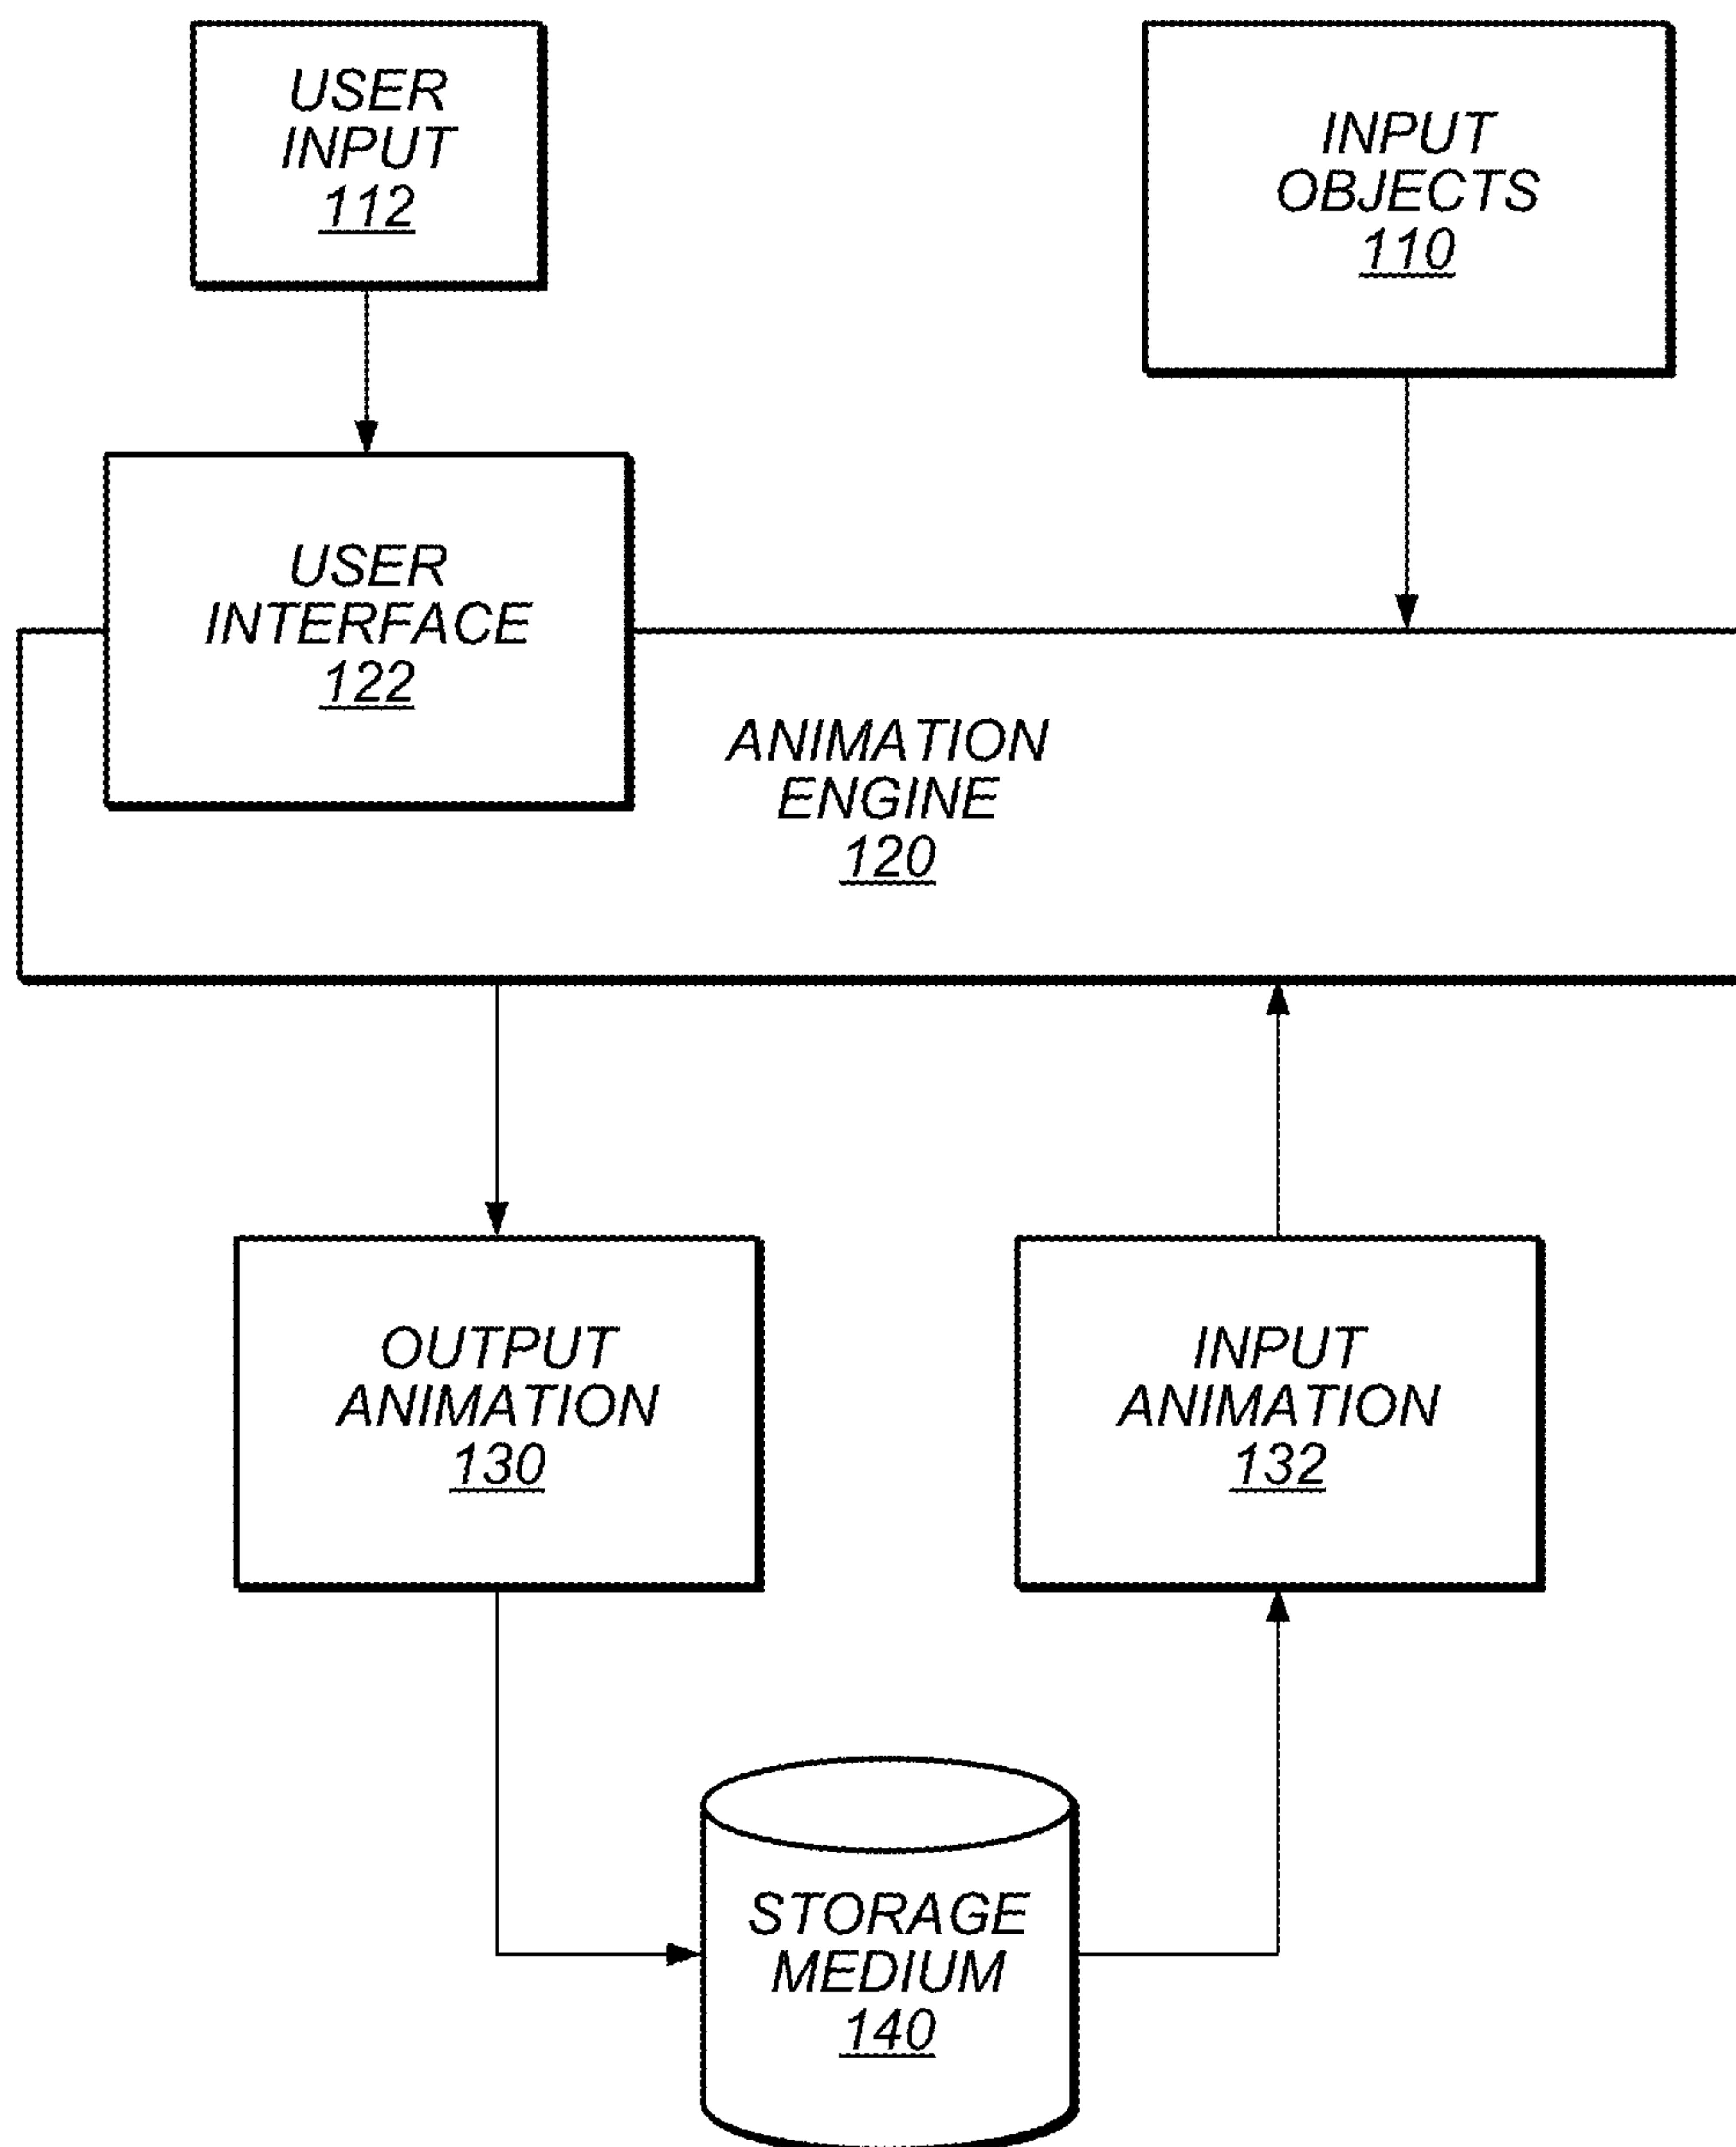 USER
INPUT
112
INPUT
OBJECTS
110
USER
INTERFACE
122
ANIMATION
ENGINE
120
OUTPUT
ANIMATION
130
INPUT
ANIMATION
132
STORAGE
MEDIUM
140